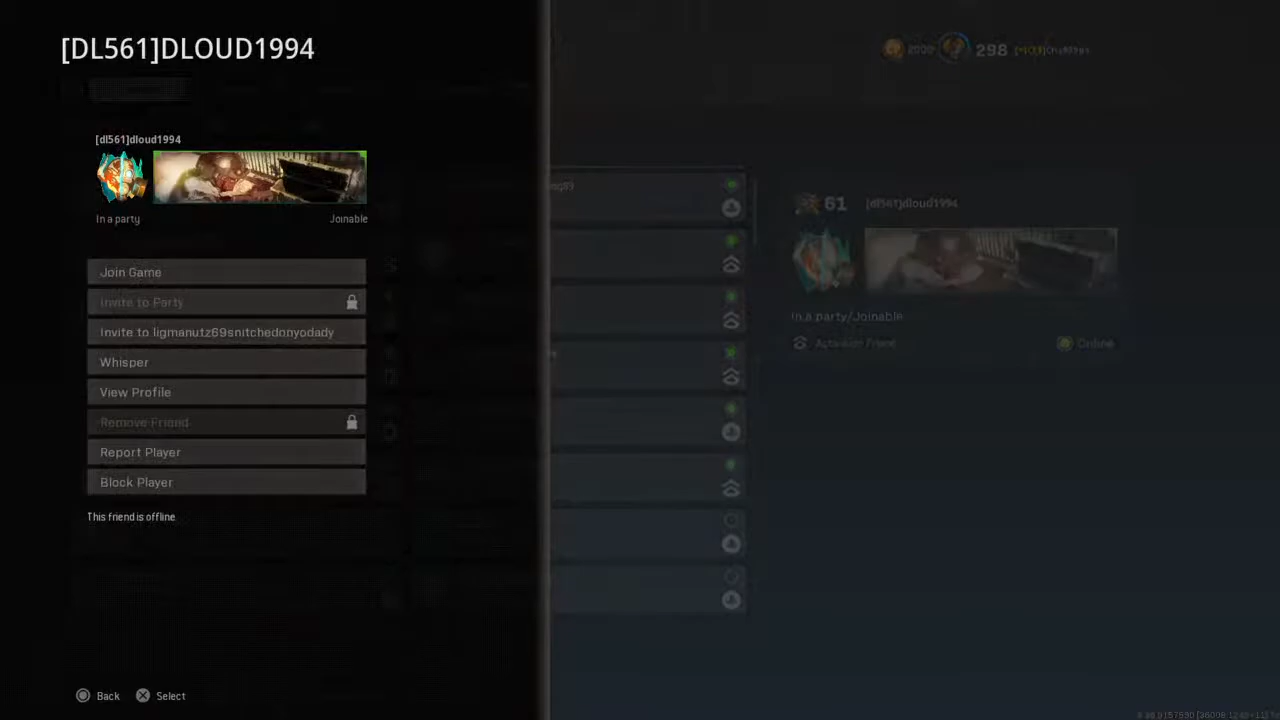 [DL561]DLOUD1994
2000 298
[dl561]dloud1994
In a party Joinable
Join Game
Invite to Party
Invite to ligmanutz69snitchedonyodady
Whisper
View Profile
Remove Friend
Report Player
Block Player
This friend is offline
61 [dl561]dloud1994
In a party/Joinable
Activision Friend Online
Back Select